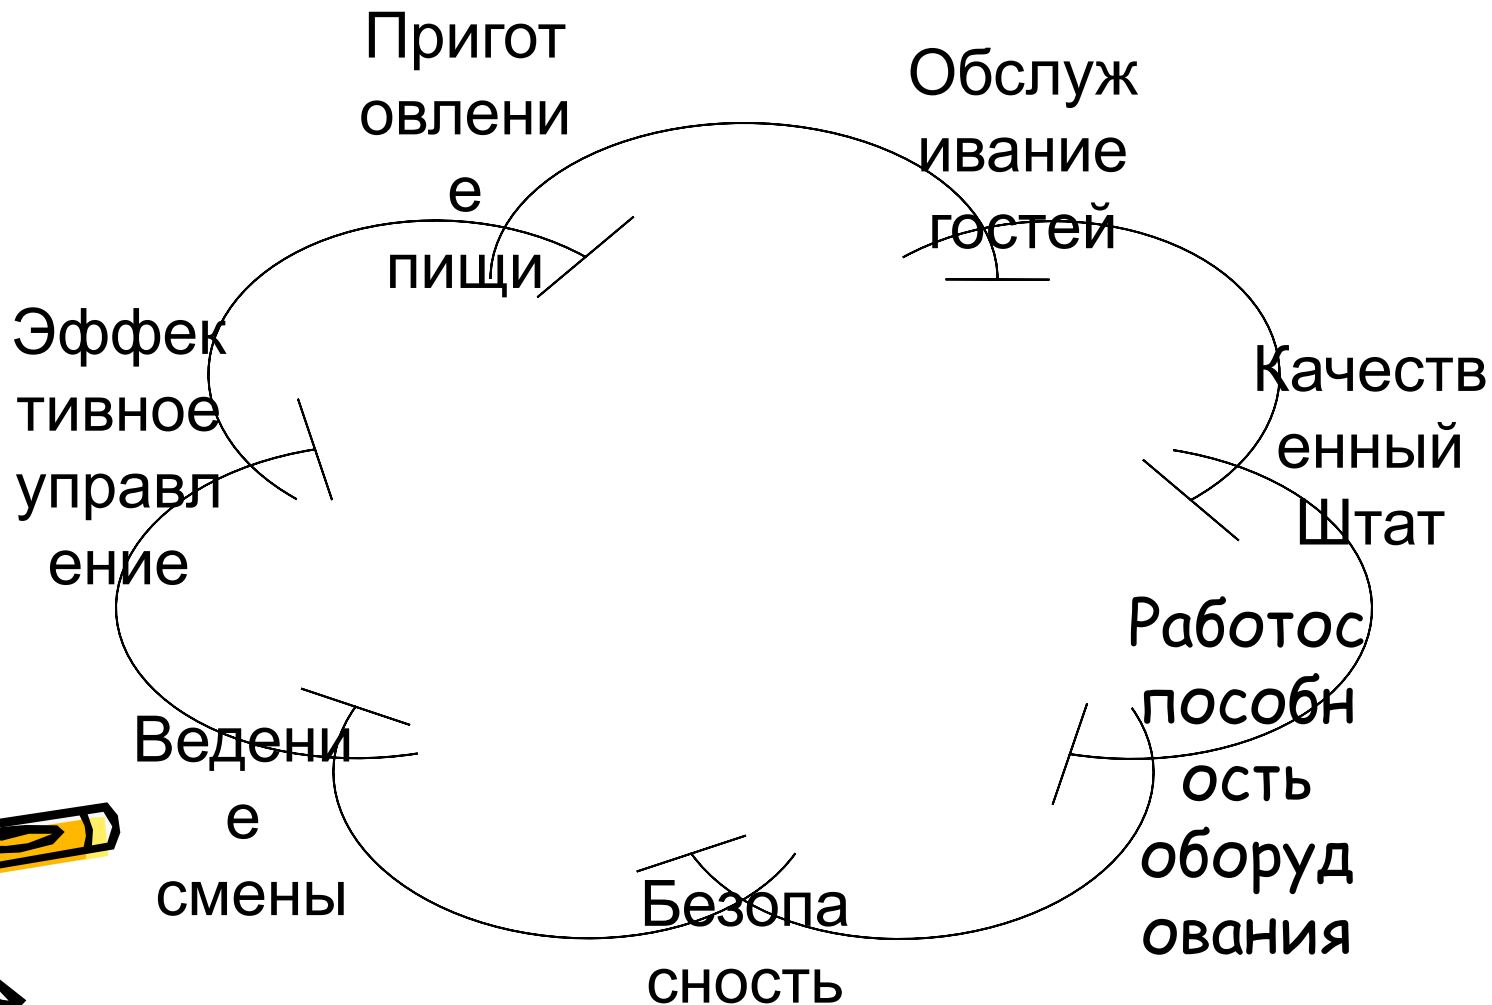 Пригот
овлени
е
пищи
Обслуж
ивание
гостей
Качеств
енный
Штат
Работос
пособн
ость
оборуд
ования
Безопа
сность
Ведени
е
смены
Эффек
тивное
управл
ение